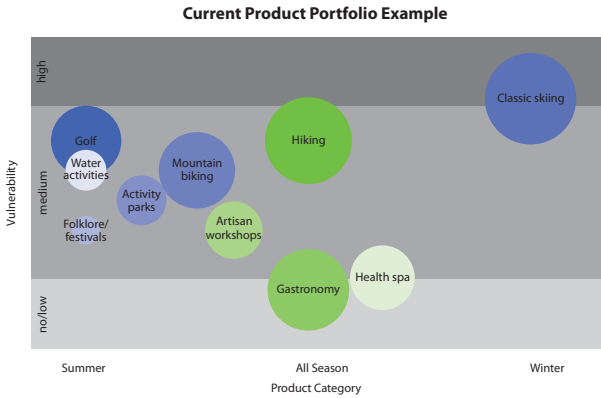 Current Product Portfolio Example
Vulnerability
high
medium
no/low
Classic skiing
Golf
Water
activities
Hiking
Mountain
biking
Activity
parks
Folklore/
festivals
Artisan
workshops
Gastronomy
Health spa
Summer
All Season
Winter
Product Category